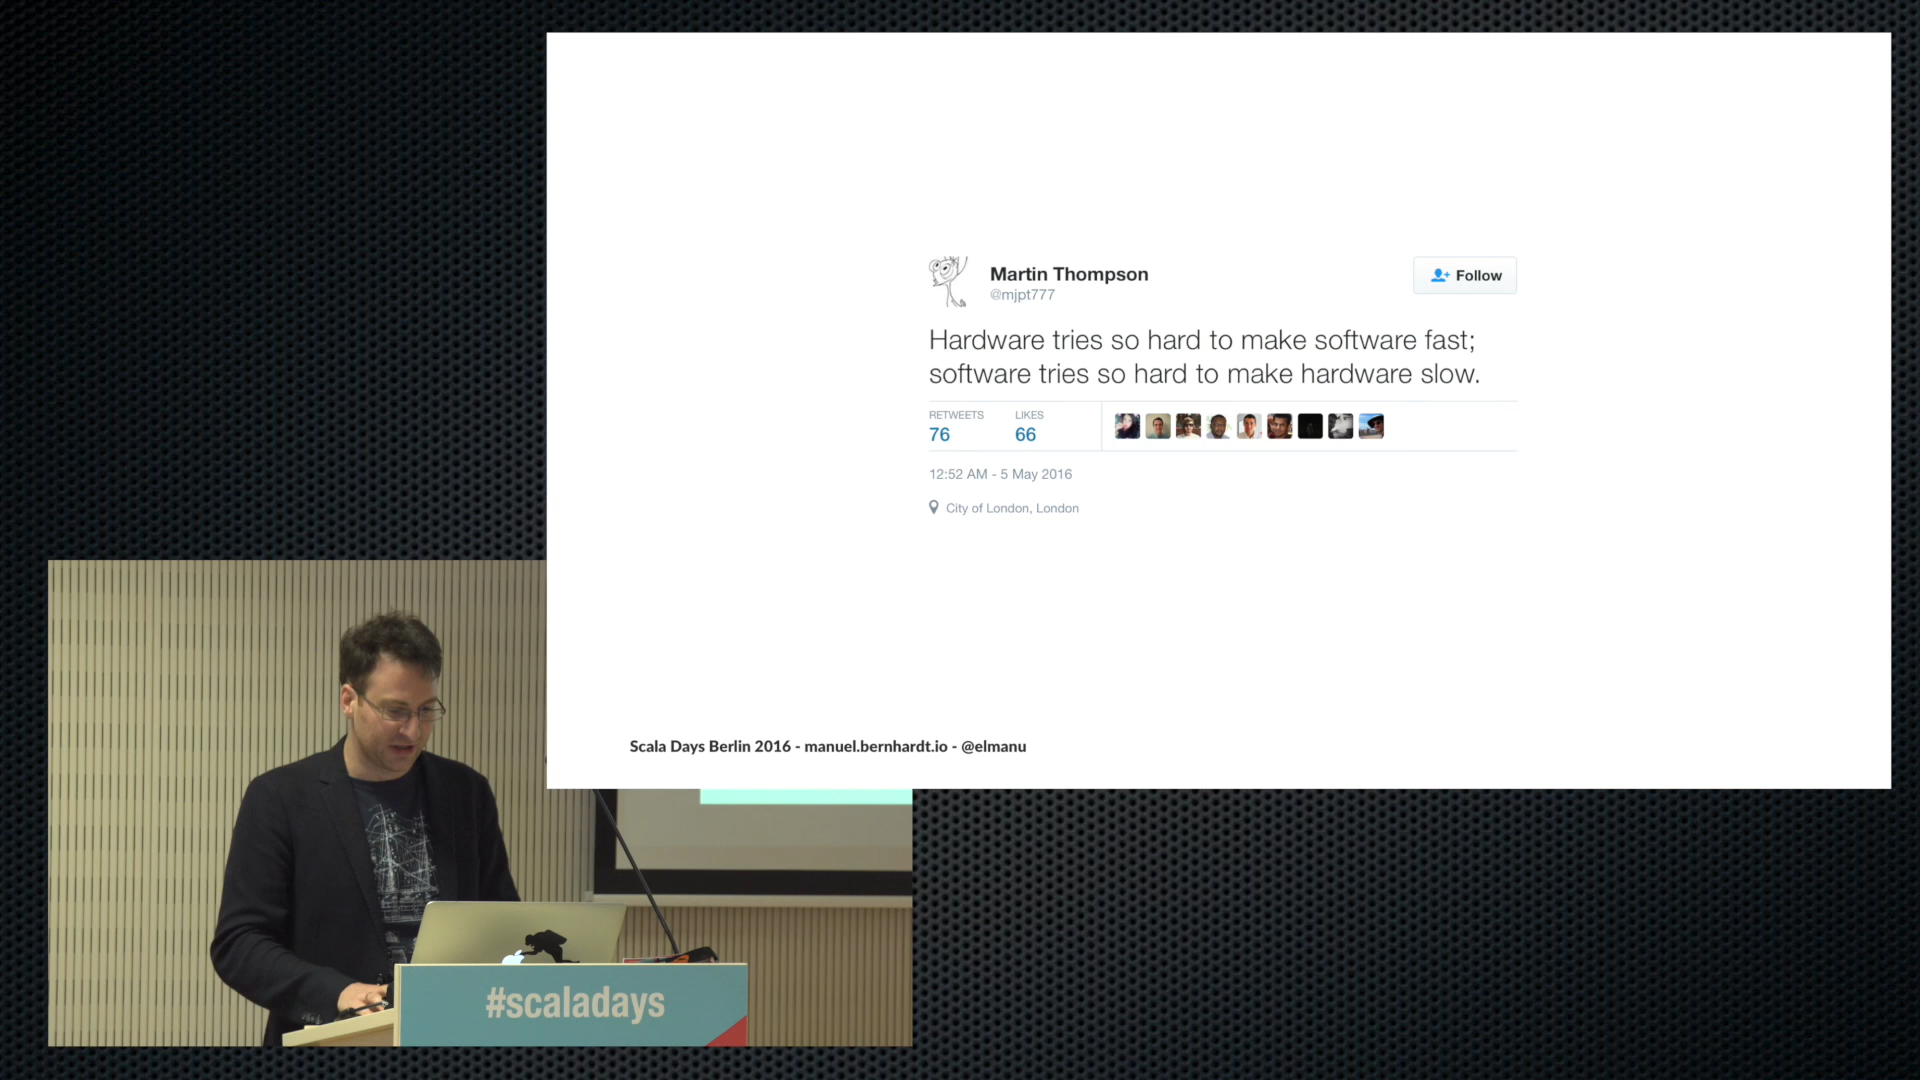 Martin Thompson
@mjpt777
Follow
Hardware tries so hard to make software fast;
software tries so hard to make hardware slow.
RETWEETS LIKES
76 66
12:52 AM - 5 May 2016
City of London, London
Scala Days Berlin 2016 - manuel.bernhardt.io - @elmanu
#scaladays